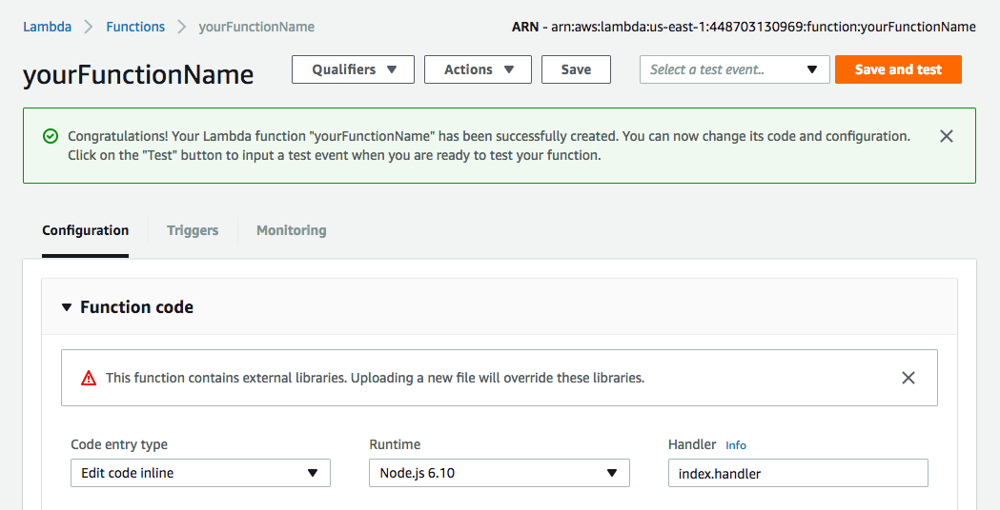 Lambda Functions yourFunctionName ARN - arn:aws:lambda:us-east-1:448703130969:function:yourFunctionName
yourFunctionName Qualifiers Actions Save Select a test event.. Save and test
Congratulations! Your Lambda function "yourFunctionName" has been successfully created. You can now change its code and configuration.
Click on the "Test" button to input a test event when you are ready to test your function.
Configuration Triggers Monitoring
Function code
This function contains external libraries. Uploading a new file will override these libraries.
Code entry type Runtime Handler Info
Edit code inline Node.js 6.10 index.handler